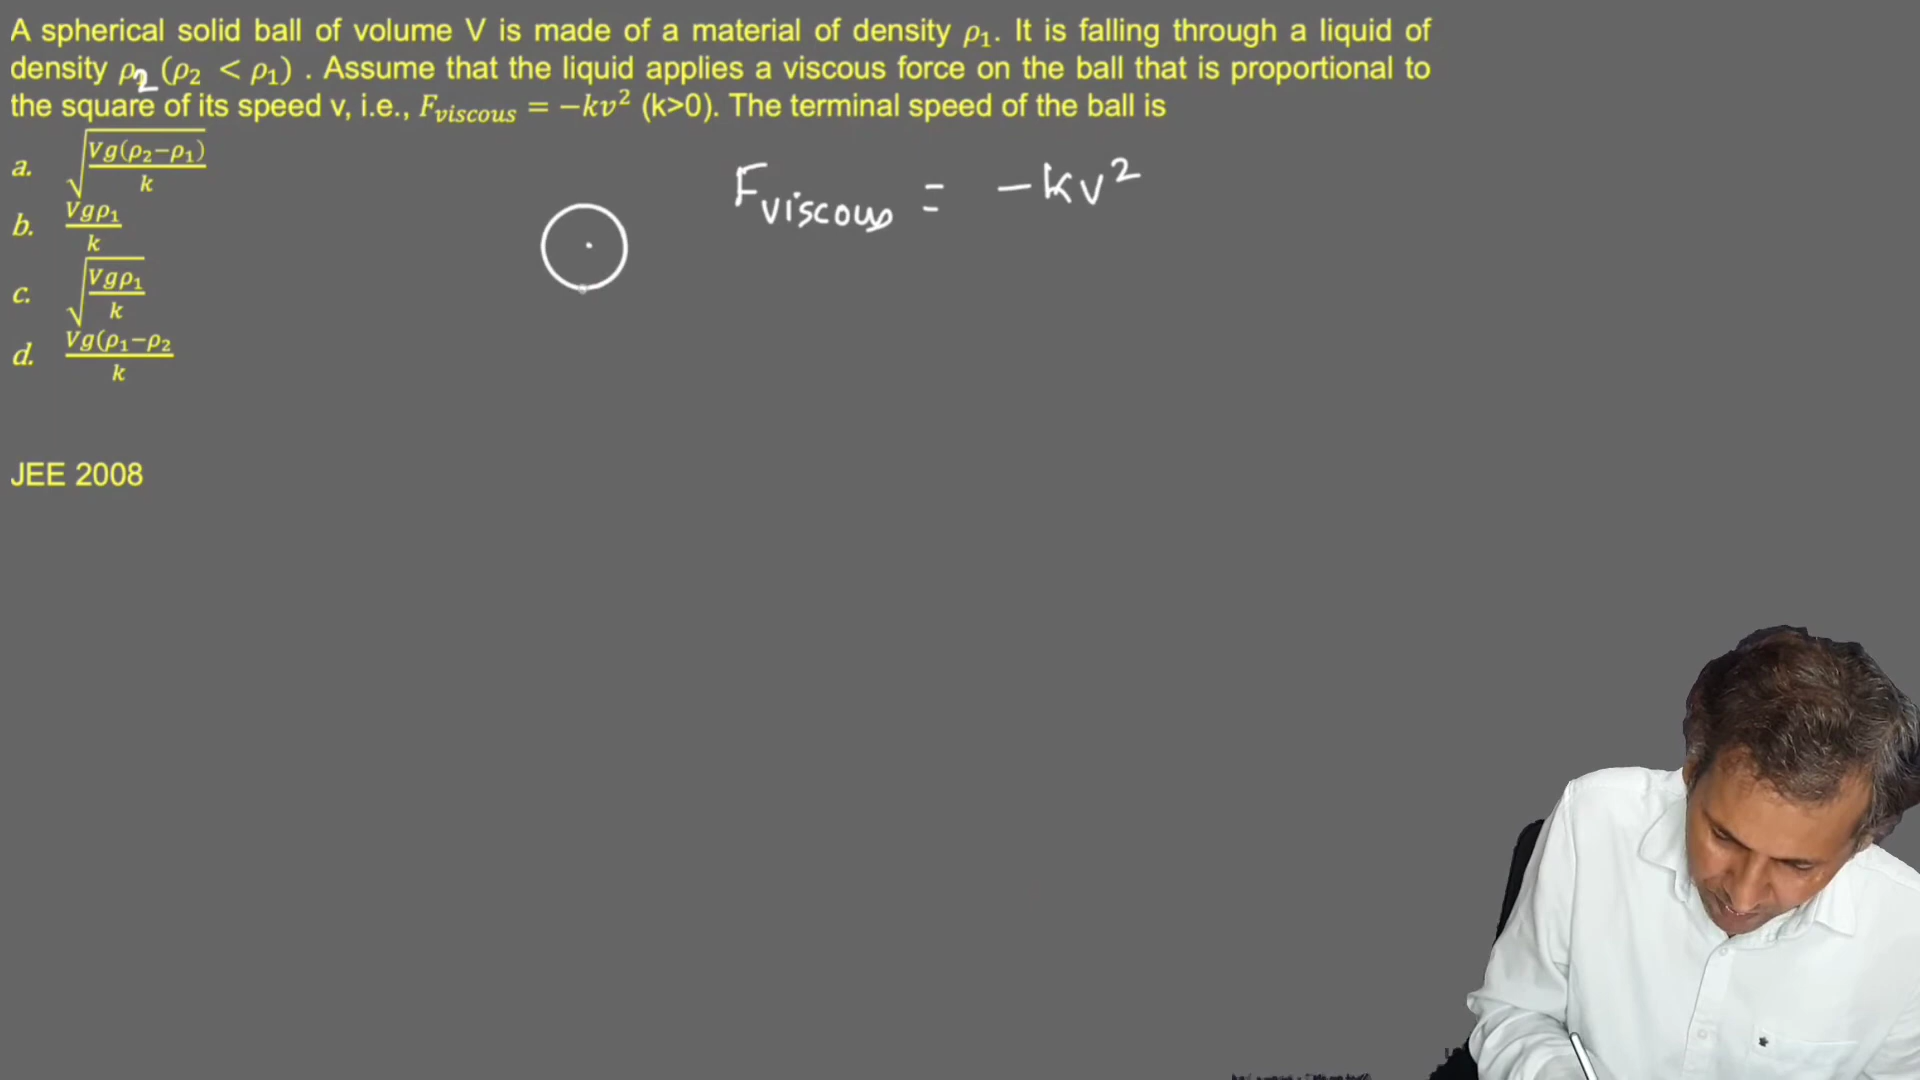 A spherical solid ball of volume V is made of a material of density ρ₁. It is falling through a liquid of
density ρ₂ (ρ₂ < ρ₁) . Assume that the liquid applies a viscous force on the ball that is proportional to
the square of its speed v, i.e., F_viscous = −kv² (k>0). The terminal speed of the ball is
a. √(Vg(ρ₂−ρ₁)/k)
b. Vgρ₁/k
c. √(Vgρ₁/k)
d. Vg(ρ₁−ρ₂/k
F_viscous = −kv²
JEE 2008